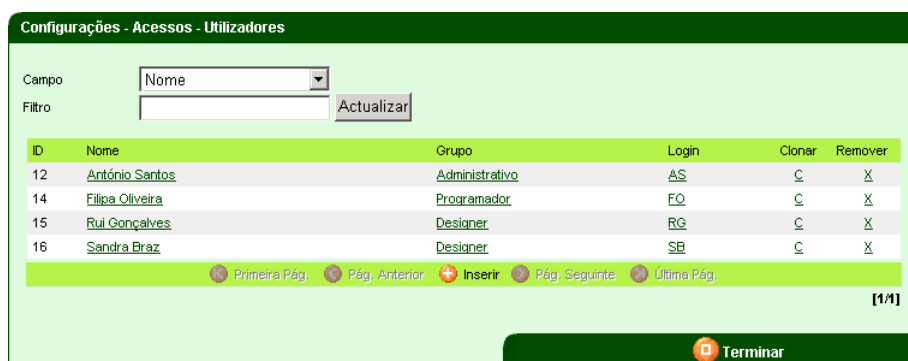 Configurações - Acessos - Utilizadores
Campo Nome
Filtro Actualizar
ID Nome Grupo Login Clonar Remover
12 António Santos Administrativo AS C X
14 Filipa Oliveira Programador FO C X
15 Rui Gonçalves Designer RG C X
16 Sandra Braz Designer SB C X
Primeira Pág. Pág. Anterior Inserir Pág. Seguinte Última Pág.
[1/1]
Terminar